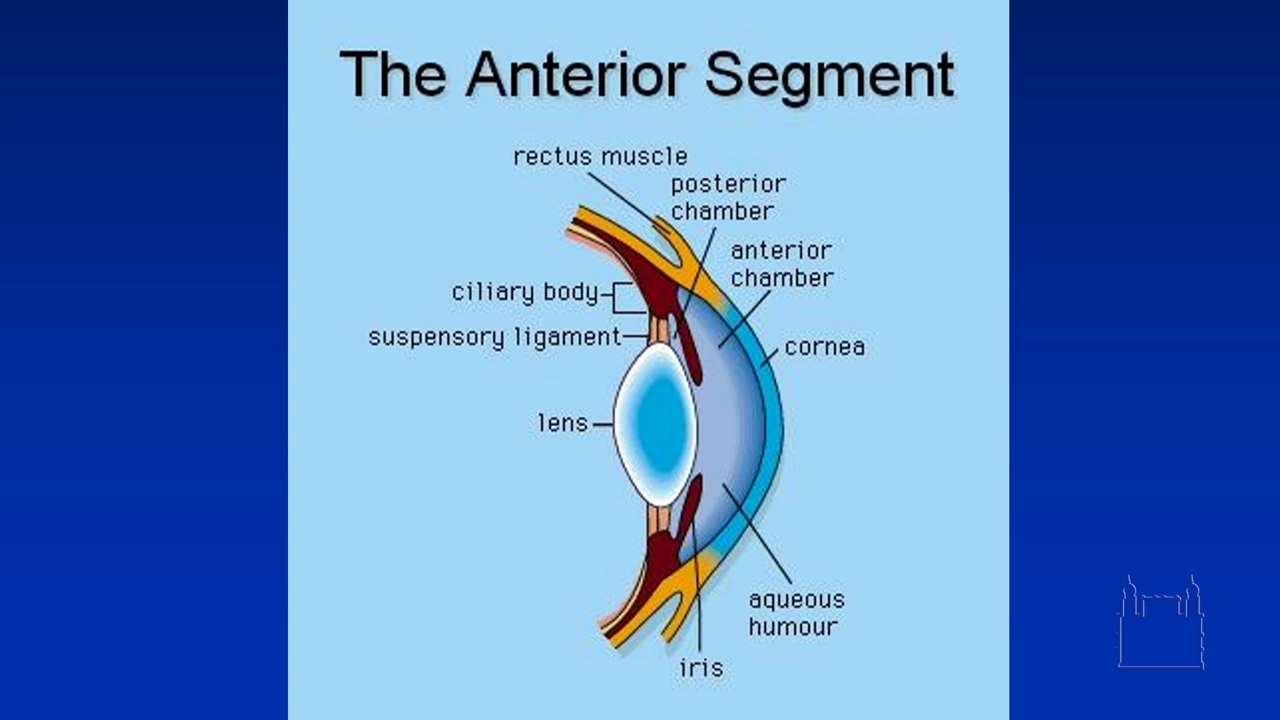 The Anterior Segment
rectus muscle
posterior
chamber
anterior
chamber
ciliary body
suspensory ligament
cornea
lens
aqueous
humour
iris